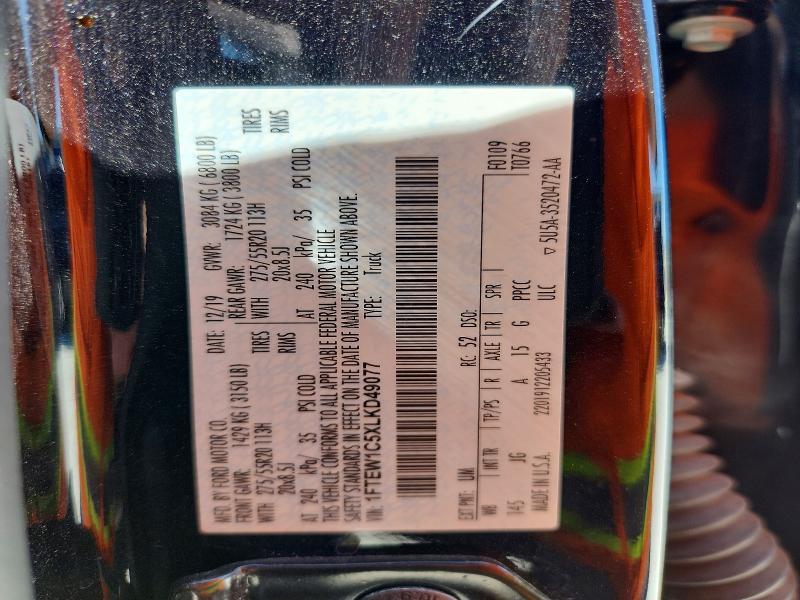 MFD. BY FORD MOTOR CO. DATE: 12/19 GVWR: 3084 KG ( 6800 LB)
FRONT GAWR: 1429 KG ( 3150 LB) REAR GAWR: 1724 KG ( 3800 LB)
WITH 275/55R20 113H TIRES WITH 275/55R20 113H TIRES
20x8.5J RIMS 20x8.5J RIMS
AT 240 kPa/ 35 PSI COLD AT 240 kPa/ 35 PSI COLD
THIS VEHICLE CONFORMS TO ALL APPLICABLE FEDERAL MOTOR VEHICLE
SAFETY STANDARDS IN EFFECT ON THE DATE OF MANUFACTURE SHOWN ABOVE.
VIN: 1FTEW1C5XLKD49077 TYPE: Truck
F0109
T0766
EXT PNT: UM RC: 52 DSO:
WB INT TR TP/PS R AXLE TR SPR
145 JG A 15 G PPCC
MADE IN U.S.A. 2201912205433 ULC ▽ 5U5A-3520472-AA